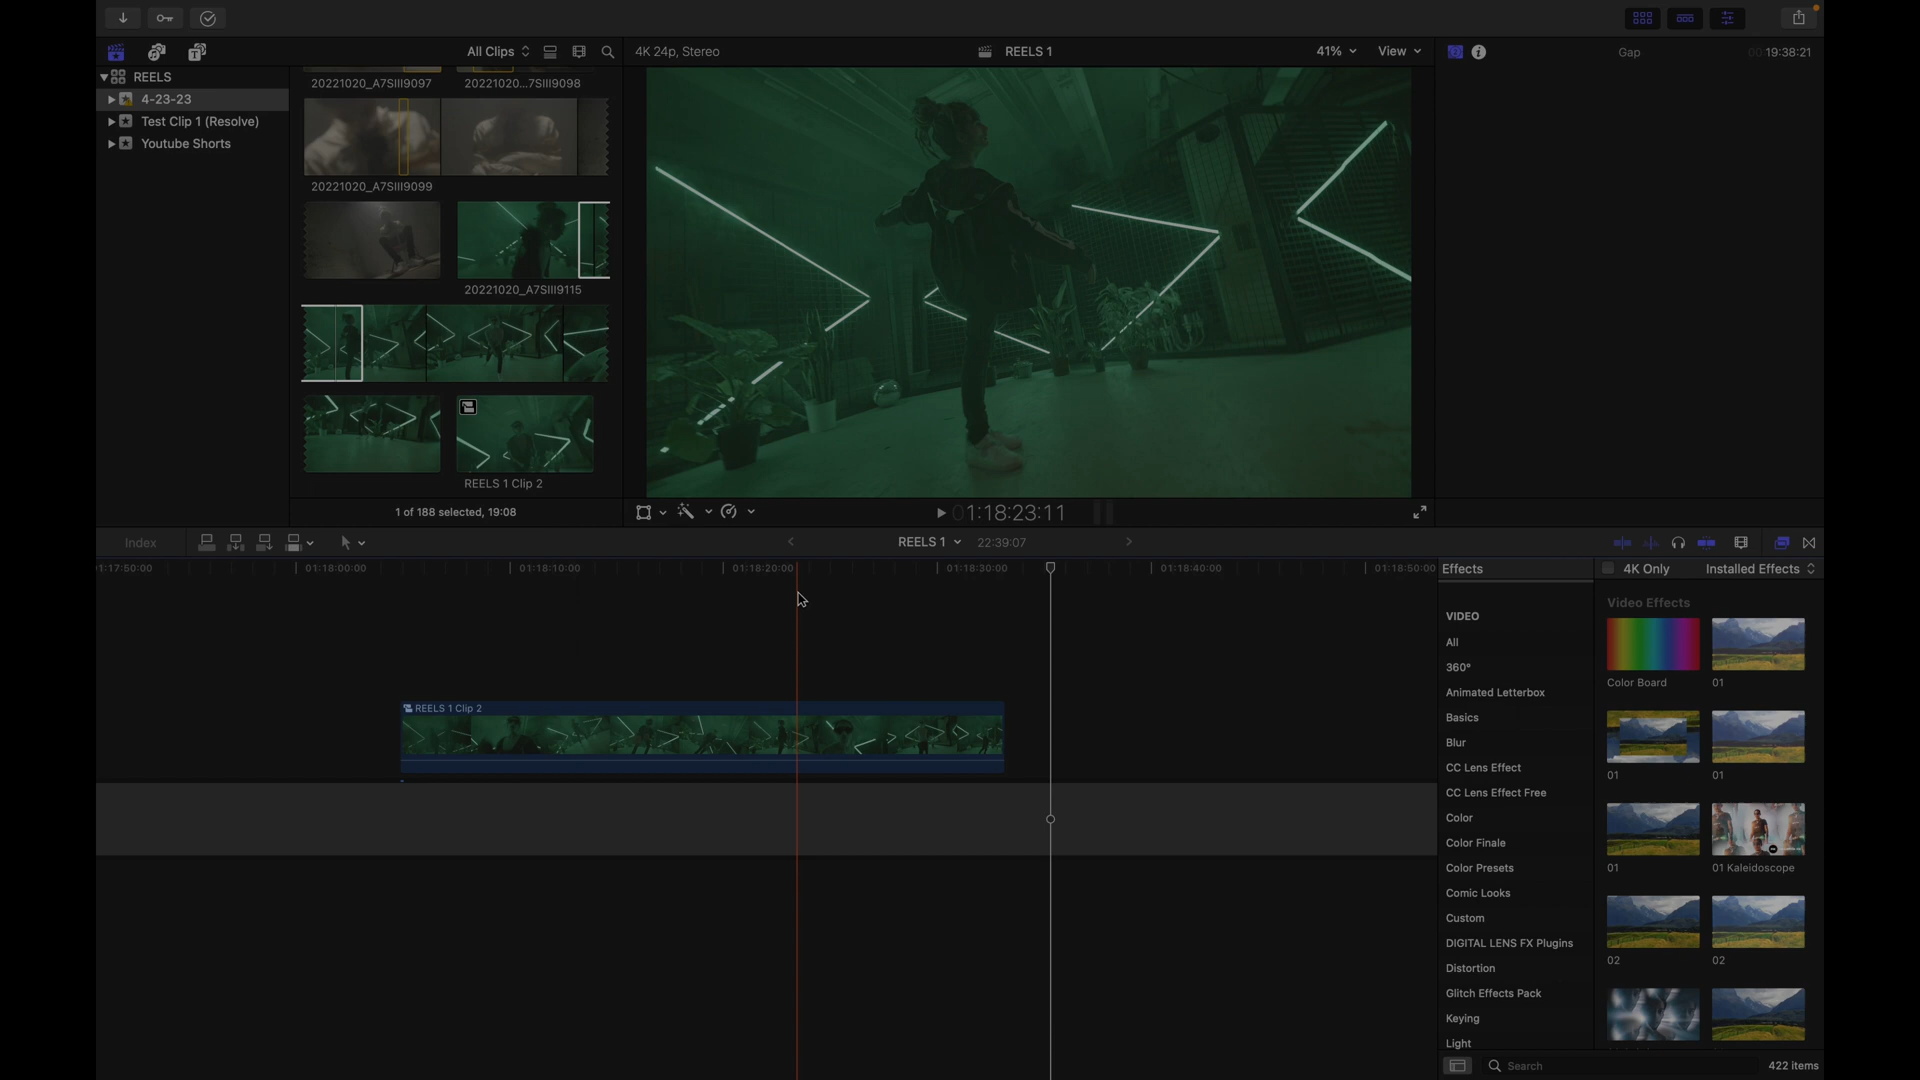 All Clips
4K 24p, Stereo
REELS 1
41%
View
Gap
00:19:38:21
REELS
4-23-23
Test Clip 1 (Resolve)
Youtube Shorts
20221020_A7SIII9097
20221020...7SIII9098
20221020_A7SIII9099
20221020_A7SIII9115
REELS 1 Clip 2
1 of 188 selected, 19:08
01:18:23:11
Index
REELS 1
22:39:07
01:17:50:00
01:18:00:00
01:18:10:00
01:18:20:00
01:18:30:00
01:18:40:00
01:18:50:00
REELS 1 Clip 2
Effects
4K Only
Installed Effects
VIDEO
All
360°
Animated Letterbox
Basics
Blur
CC Lens Effect
CC Lens Effect Free
Color
Color Finale
Color Presets
Comic Looks
Custom
DIGITAL LENS FX Plugins
Distortion
Glitch Effects Pack
Keying
Light
Video Effects
Color Board
01
01
01
01
01 Kaleidoscope
02
02
Search
422 items